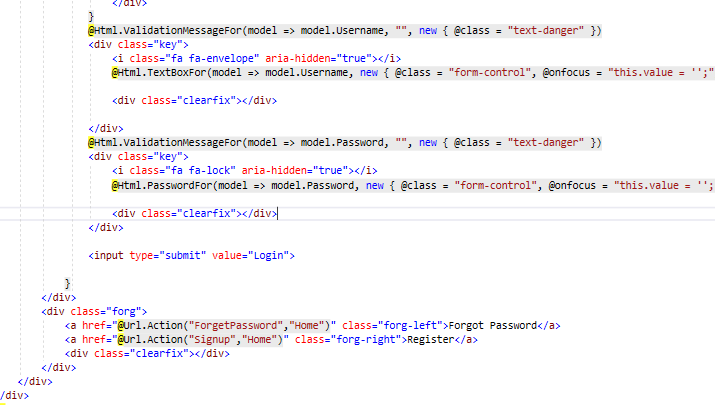 </div>
}
@Html.ValidationMessageFor(model => model.Username, "", new { @class = "text-danger" })
<div class="key">
<i class="fa fa-envelope" aria-hidden="true"></i>
@Html.TextBoxFor(model => model.Username, new { @class = "form-control", @onfocus = "this.value = '';"
<div class="clearfix"></div>
</div>
@Html.ValidationMessageFor(model => model.Password, "", new { @class = "text-danger" })
<div class="key">
<i class="fa fa-lock" aria-hidden="true"></i>
@Html.PasswordFor(model => model.Password, new { @class = "form-control", @onfocus = "this.value = '';
<div class="clearfix"></div>
</div>
<input type="submit" value="Login">
}
</div>
<div class="forg">
<a href="@Url.Action("ForgetPassword","Home")" class="forg-left">Forgot Password</a>
<a href="@Url.Action("Signup","Home")" class="forg-right">Register</a>
<div class="clearfix"></div>
</div>
</div>
/div>